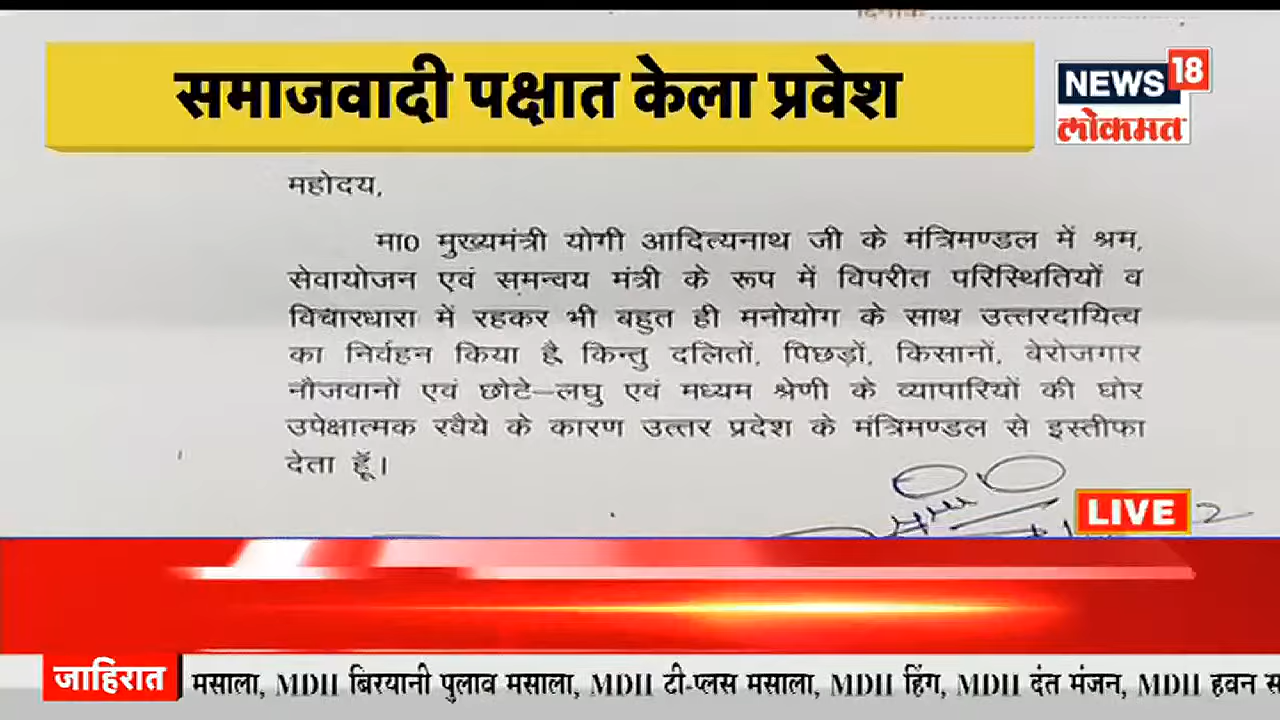 दिनांक
समाजवादी पक्षात केला प्रवेश
NEWS 18
लोकमत
महोदय,
मा0 मुख्यमंत्री योगी आदित्यनाथ जी के मंत्रिमण्डल में श्रम,
सेवायोजन एवं समन्वय मंत्री के रूप में विपरीत परिस्थितियों व
विचारधारा में रहकर भी बहुत ही मनोयोग के साथ उत्तरदायित्व
का निर्वहन किया है किन्तु दलितों, पिछड़ों, किसानों, बेरोजगार
नौजवानों एवं छोटे-लघु एवं मध्यम श्रेणी के व्यापारियों की घोर
उपेक्षात्मक रवैये के कारण उत्तर प्रदेश के मंत्रिमण्डल से इस्तीफा
देता हूँ।
LIVE
जाहिरात
मसाला, MDH बिरयानी पुलाव मसाला, MDH टी-प्लस मसाला, MDH हिंग, MDH दंत मंजन, MDH हवन स